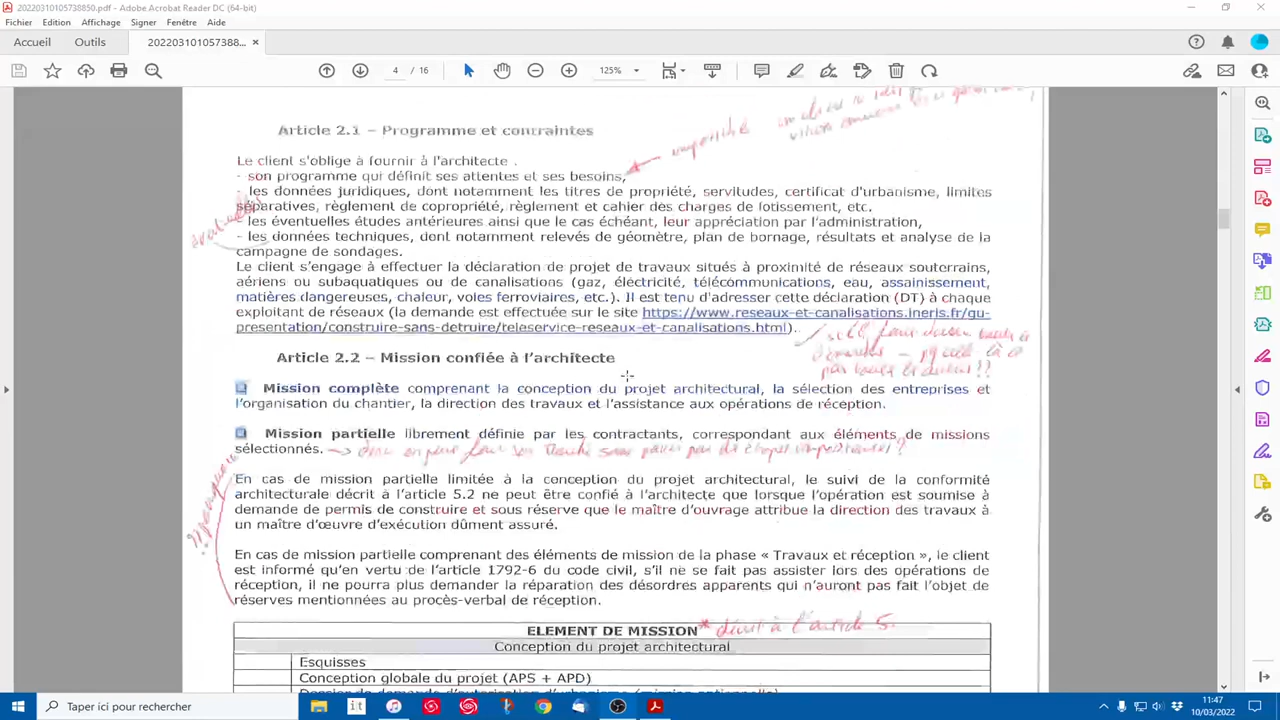 20220310105738850.pdf - Adobe Acrobat Reader DC (64-bit)
Fichier Edition Affichage Signer Fenêtre Aide
Accueil Outils 202203101057388...
4 / 16 125%
Article 2.1 – Programme et contraintes
Le client s'oblige à fournir à l'architecte .
- son programme qui définit ses attentes et ses besoins,
- les données juridiques, dont notamment les titres de propriété, servitudes, certificat d'urbanisme, limites
séparatives, règlement de copropriété, règlement et cahier des charges de lotissement, etc.
- les éventuelles études antérieures ainsi que le cas échéant, leur appréciation par l'administration,
- les données techniques, dont notamment relevés de géomètre, plan de bornage, résultats et analyse de la
campagne de sondages.
Le client s'engage à effectuer la déclaration de projet de travaux situés à proximité de réseaux souterrains,
aériens ou subaquatiques ou de canalisations (gaz, électricité, télécommunications, eau, assainissement,
matières dangereuses, chaleur, voies ferroviaires, etc.). Il est tenu d'adresser cette déclaration (DT) à chaque
exploitant de réseaux (la demande est effectuée sur le site https://www.reseaux-et-canalisations.ineris.fr/gu-
presentation/construire-sans-detruire/teleservice-reseaux-et-canalisations.html).
Article 2.2 – Mission confiée à l'architecte
Mission complète comprenant la conception du projet architectural, la sélection des entreprises et
l'organisation du chantier, la direction des travaux et l'assistance aux opérations de réception.
Mission partielle librement définie par les contractants, correspondant aux éléments de missions
sélectionnés. → donc on peut faire
En cas de mission partielle limitée à la conception du projet architectural, le suivi de la conformité
architecturale décrit à l'article 5.2 ne peut être confié à l'architecte que lorsque l'opération est soumise à
demande de permis de construire et sous réserve que le maître d'ouvrage attribue la direction des travaux à
un maître d'œuvre d'exécution dûment assuré.
En cas de mission partielle comprenant des éléments de mission de la phase « Travaux et réception », le client
est informé qu'en vertu de l'article 1792-6 du code civil, s'il ne se fait pas assister lors des opérations de
réception, il ne pourra plus demander la réparation des désordres apparents qui n'auront pas fait l'objet de
réserves mentionnées au procès-verbal de réception.
ELEMENT DE MISSION * décrit à l'article 5.
Conception du projet architectural
Esquisses
Conception globale du projet (APS + APD)
Dossier de demande d'autorisation d'urbanisme (mission optionnelle)
Taper ici pour rechercher
11:47
10/03/2022